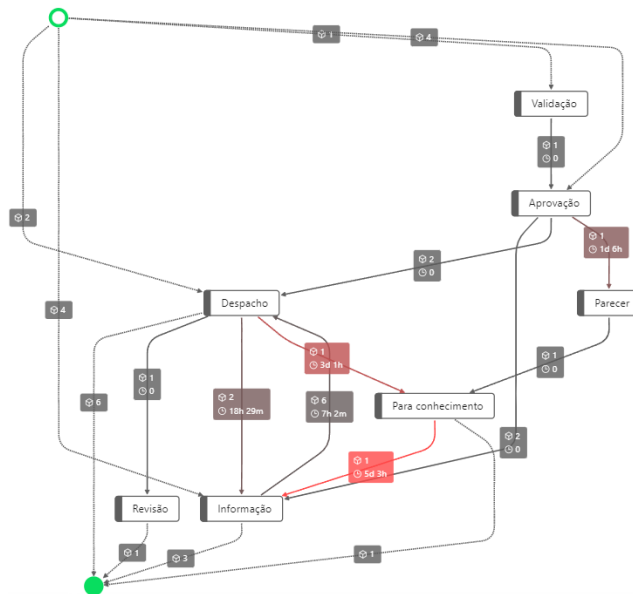 1
4
Validação
1
0
Aprovação
2
1
1d 6h
2
0
Despacho
Parecer
4
1
3d 1h
1
0
1
0
6
2
18h 29m
6
7h 2m
Para conhecimento
2
0
1
5d 3h
Revisão
Informação
1
3
1